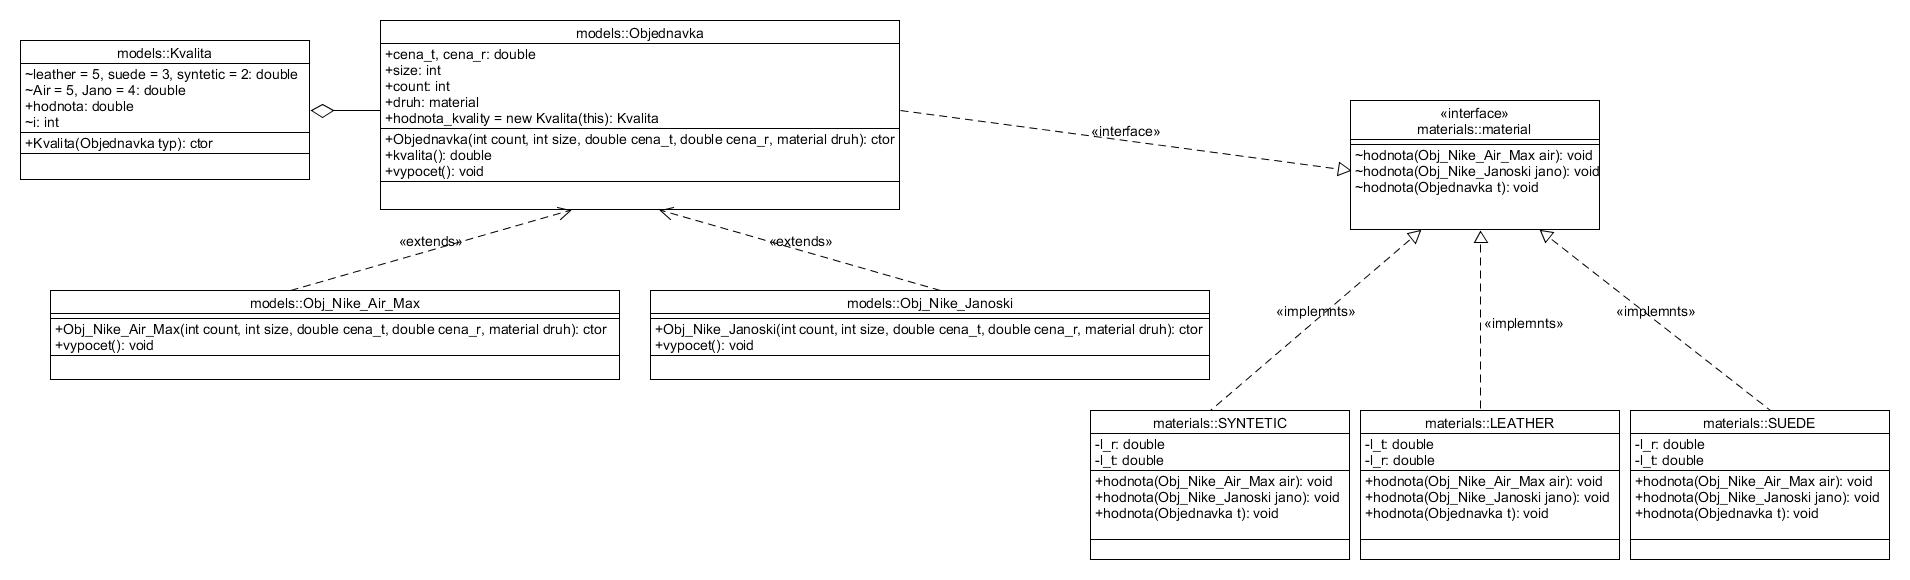 models::Kvalita
~leather = 5, suede = 3, syntetic = 2: double
~Air = 5, Jano = 4: double
+hodnota: double
~i: int
+Kvalita(Objednavka typ): ctor
models::Objednavka
+cena_t, cena_r: double
+size: int
+count: int
+druh: material
+hodnota_kvality = new Kvalita(this): Kvalita
+Objednavka(int count, int size, double cena_t, double cena_r, material druh): ctor
+kvalita(): double
+vypocet(): void
«interface»
«interface»
materials::material
~hodnota(Obj_Nike_Air_Max air): void
~hodnota(Obj_Nike_Janoski jano): void
~hodnota(Objednavka t): void
«extends»
«extends»
models::Obj_Nike_Air_Max
+Obj_Nike_Air_Max(int count, int size, double cena_t, double cena_r, material druh): ctor
+vypocet(): void
models::Obj_Nike_Janoski
+Obj_Nike_Janoski(int count, int size, double cena_t, double cena_r, material druh): ctor
+vypocet(): void
«implemnts»
«implemnts»
«implemnts»
materials::SYNTETIC
-l_r: double
-l_t: double
+hodnota(Obj_Nike_Air_Max air): void
+hodnota(Obj_Nike_Janoski jano): void
+hodnota(Objednavka t): void
materials::LEATHER
-l_t: double
-l_r: double
+hodnota(Obj_Nike_Air_Max air): void
+hodnota(Obj_Nike_Janoski jano): void
+hodnota(Objednavka t): void
materials::SUEDE
-l_r: double
-l_t: double
+hodnota(Obj_Nike_Air_Max air): void
+hodnota(Obj_Nike_Janoski jano): void
+hodnota(Objednavka t): void